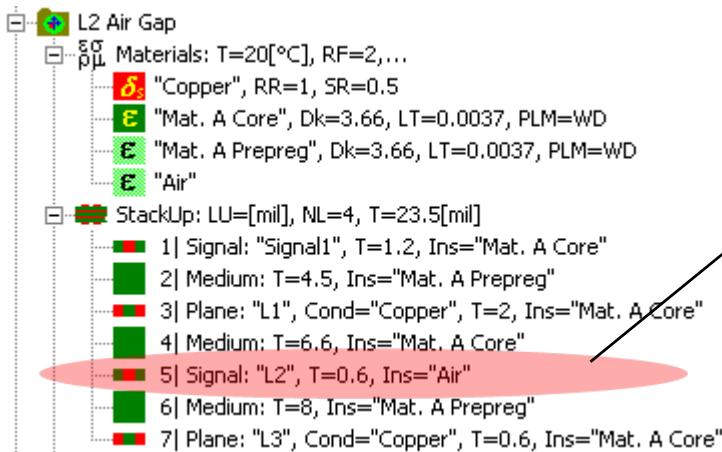 L2 Air Gap
εσ ρμ Materials: T=20[°C], RF=2,...
δs "Copper", RR=1, SR=0.5
ε "Mat. A Core", Dk=3.66, LT=0.0037, PLM=WD
ε "Mat. A Prepreg", Dk=3.66, LT=0.0037, PLM=WD
ε "Air"
StackUp: LU=[mil], NL=4, T=23.5[mil]
1| Signal: "Signal1", T=1.2, Ins="Mat. A Core"
2| Medium: T=4.5, Ins="Mat. A Prepreg"
3| Plane: "L1", Cond="Copper", T=2, Ins="Mat. A Core"
4| Medium: T=6.6, Ins="Mat. A Core"
5| Signal: "L2", T=0.6, Ins="Air"
6| Medium: T=8, Ins="Mat. A Prepreg"
7| Plane: "L3", Cond="Copper", T=0.6, Ins="Mat. A Core"